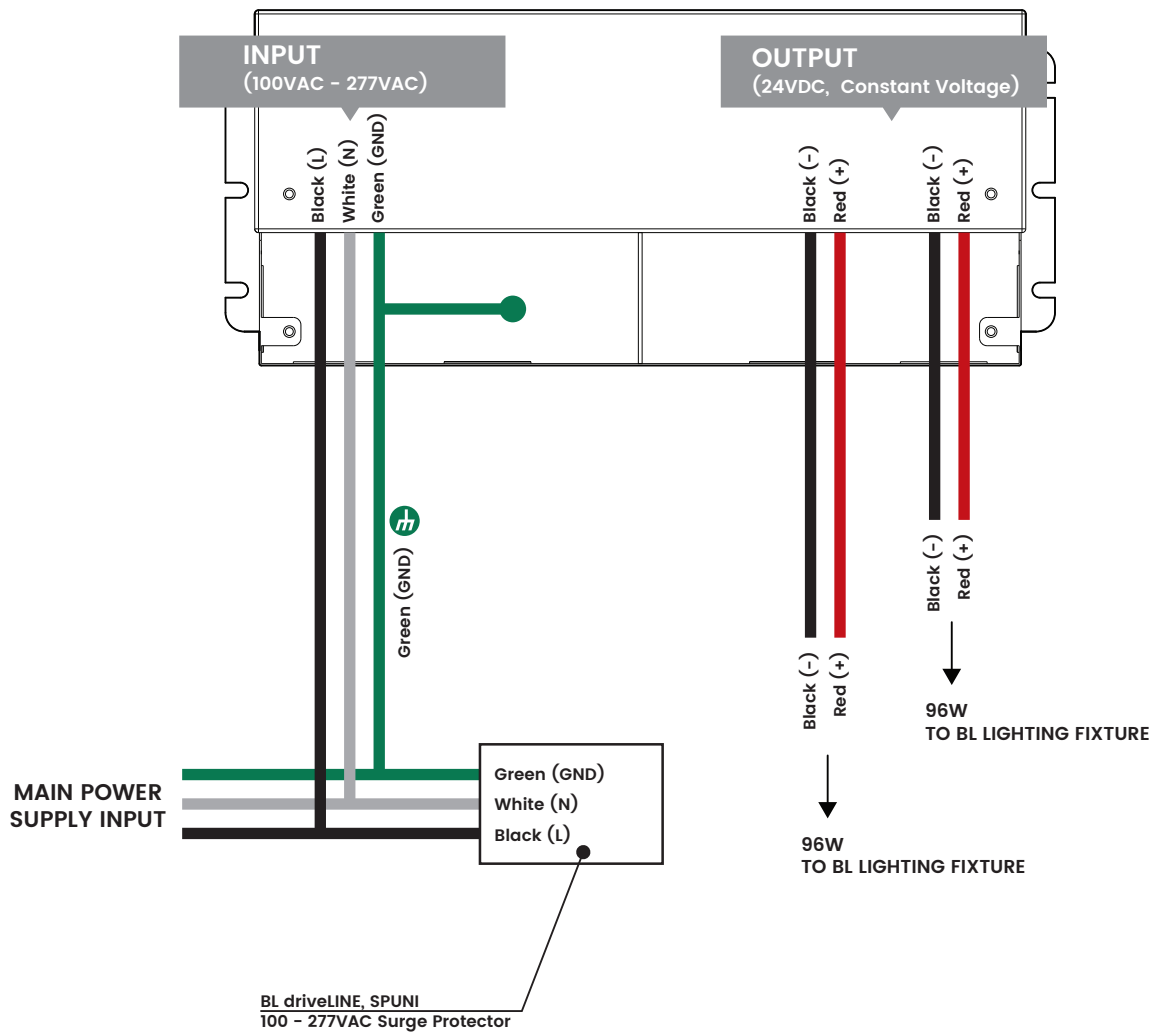 INPUT
(100VAC - 277VAC)
OUTPUT
(24VDC, Constant Voltage)
Black (L)
White (N)
Green (GND)
Black (-)
Red (+)
Black (-)
Red (+)
Green (GND)
Black (-)
Red (+)
Black (-)
Red (+)
96W
TO BL LIGHTING FIXTURE
96W
TO BL LIGHTING FIXTURE
MAIN POWER
SUPPLY INPUT
Green (GND)
White (N)
Black (L)
BL driveLINE, SPUNI
100 - 277VAC Surge Protector